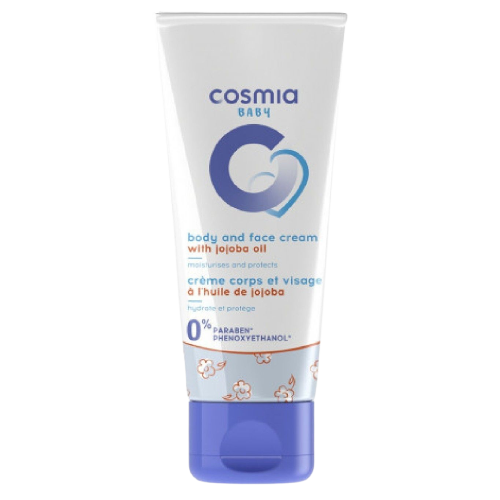 cosmia
BABY
body and face cream
with jojoba oil
moisturises and protects
crème corps et visage
à l'huile de jojoba
hydrate et protège
0% PARABEN*
PHENOXYETHANOL*